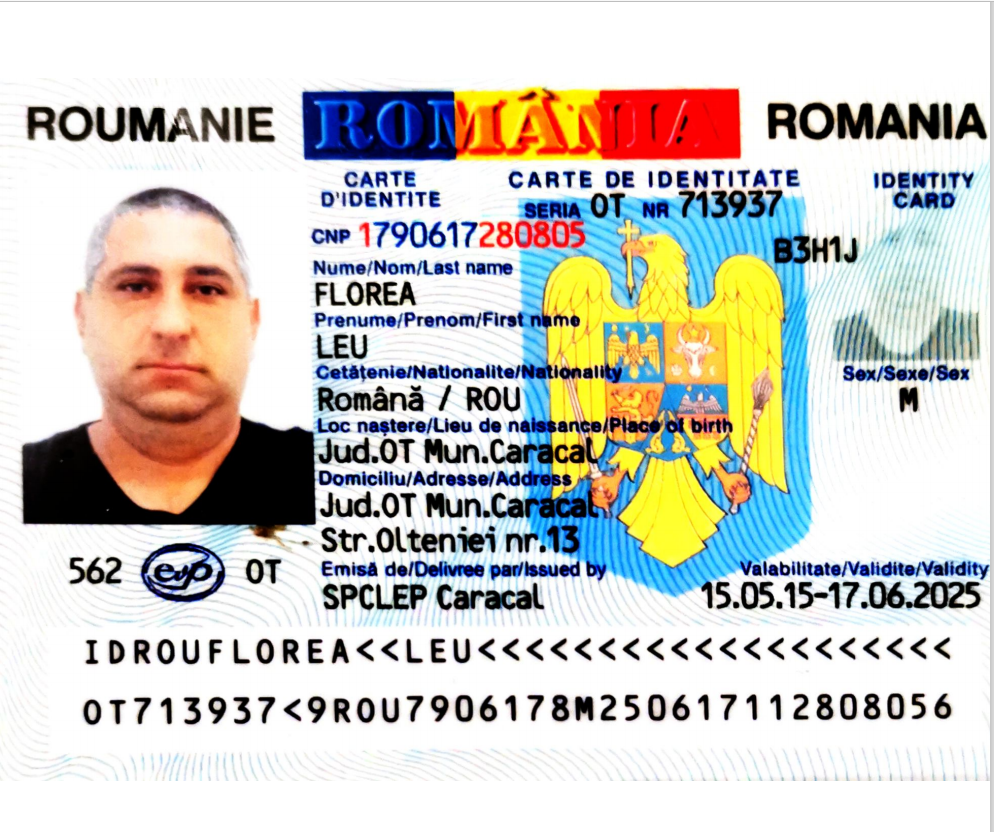 ROUMANIE ROMÂNIA ROMANIA
CARTE D'IDENTITE
CARTE DE IDENTITATE
IDENTITY CARD
SERIA OT NR 713937
CNP 1790617280805
B3H1J
Nume/Nom/Last name
FLOREA
Prenume/Prenom/First name
LEU
Cetăţenie/Nationalite/Nationality
Sex/Sexe/Sex
Română / ROU
M
Loc naştere/Lieu de naissance/Place of birth
Jud.OT Mun.Caracal
Domiciliu/Adresse/Address
Jud.OT Mun.Caracal
Str.Olteniei nr.13
562 evp OT
Emisă de/Delivree par/Issued by
Valabilitate/Validite/Validity
SPCLEP Caracal
15.05.15-17.06.2025
IDROUFLOREA<<LEU<<<<<<<<<<<<<<<<<<<<
OT713937<9ROU7906178M250617112808056